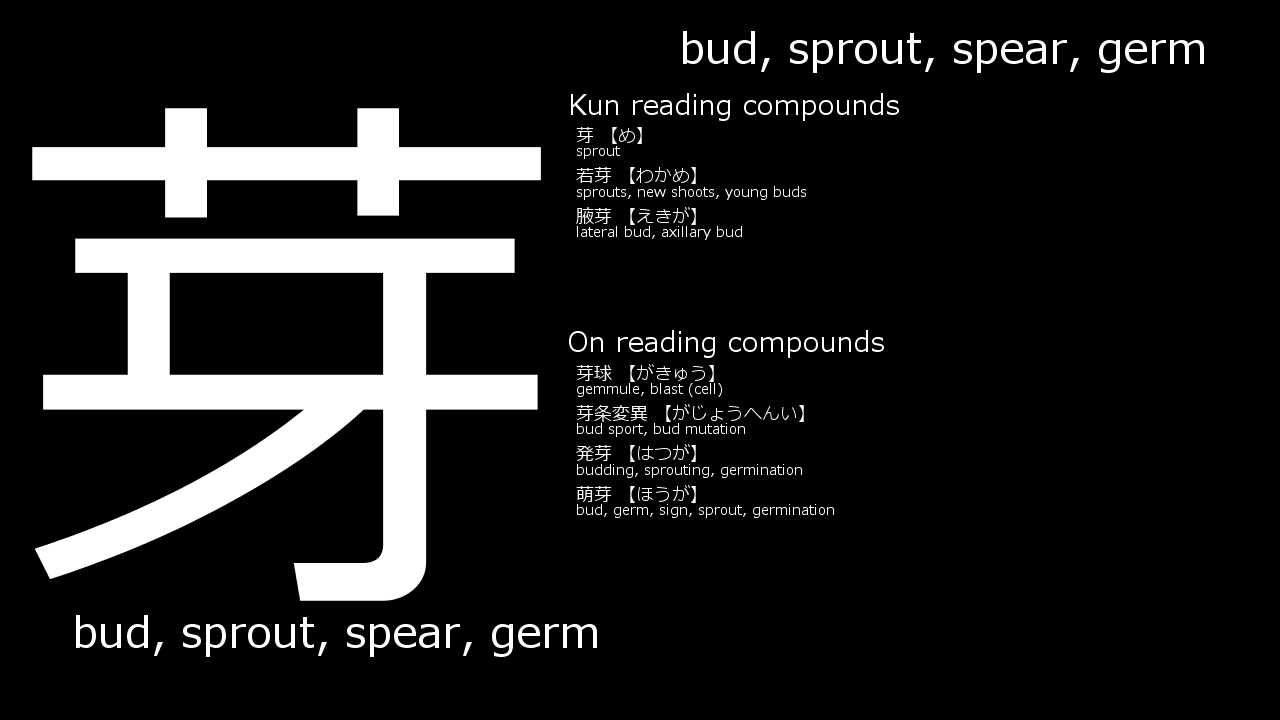 bud, sprout, spear, germ
芽
Kun reading compounds
芽 【め】
sprout
若芽 【わかめ】
sprouts, new shoots, young buds
腋芽 【えきが】
lateral bud, axillary bud
On reading compounds
芽球 【がきゅう】
gemmule, blast (cell)
芽条変異 【がじょうへんい】
bud sport, bud mutation
発芽 【はつが】
budding, sprouting, germination
萌芽 【ほうが】
bud, germ, sign, sprout, germination
bud, sprout, spear, germ